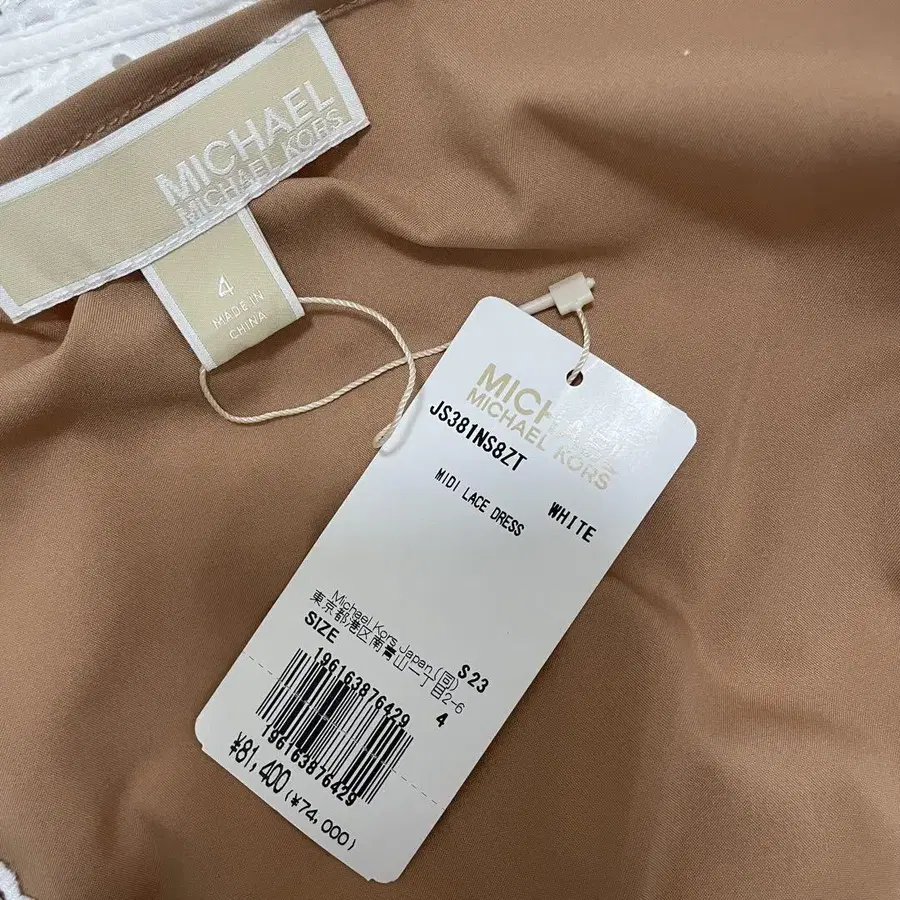 MICHAEL
MICHAEL KORS
4
MADE IN
CHINA
MICHAEL
MICHAEL KORS
JS381NS8ZT
WHITE
MIDI LACE DRESS
Michael Kors Japan (同)
東京都港区南青山一丁目2-6
SIZE
S23
196163876429
4
196163876429
¥81,400 (¥74,000)